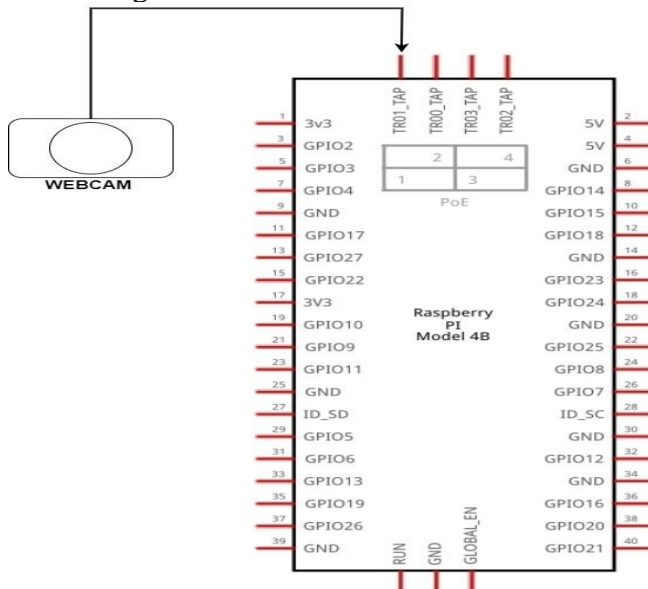 g
TR01_TAP TR00_TAP TR03_TAP TR02_TAP
1 3v3 5V 2
3 GPIO2 5V 4
2 4
5 GPIO3 GND 6
1 3
7 GPIO4 GPIO14 8
WEBCAM
PoE
9 GND GPIO15 10
11 GPIO17 GPIO18 12
13 GPIO27 GND 14
15 GPIO22 GPIO23 16
17 3V3 GPIO24 18
Raspberry
19 GPIO10 GND 20
PI
Model 4B
21 GPIO9 GPIO25 22
23 GPIO11 GPIO8 24
25 GND GPIO7 26
27 ID_SD ID_SC 28
29 GPIO5 GND 30
31 GPIO6 GPIO12 32
33 GPIO13 GND 34
35 GPIO19 GPIO16 36
37 GPIO26 GPIO20 38
39 GND GPIO21 40
RUN GND GLOBAL_EN